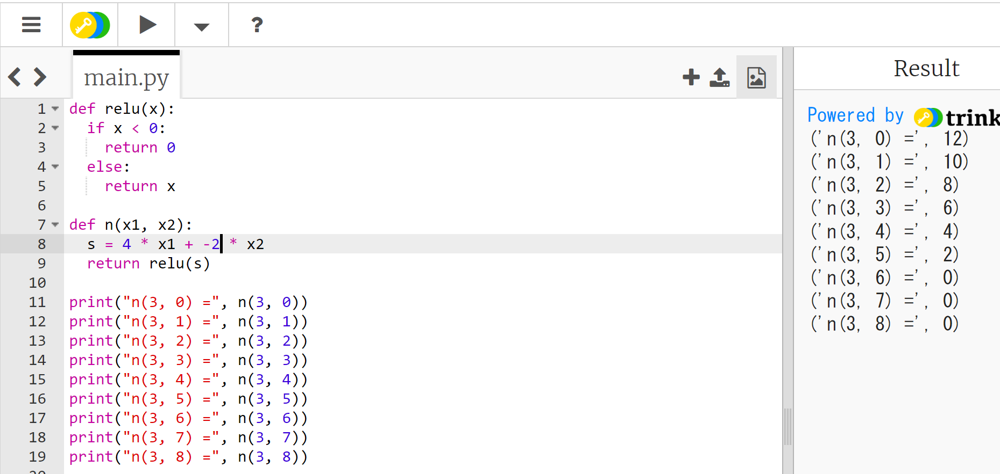 ?
main.py
Result
1 def relu(x):
2 if x < 0:
3 return 0
4 else:
5 return x
6
7 def n(x1, x2):
8 s = 4 * x1 + -2 * x2
9 return relu(s)
10
11 print("n(3, 0) =", n(3, 0))
12 print("n(3, 1) =", n(3, 1))
13 print("n(3, 2) =", n(3, 2))
14 print("n(3, 3) =", n(3, 3))
15 print("n(3, 4) =", n(3, 4))
16 print("n(3, 5) =", n(3, 5))
17 print("n(3, 6) =", n(3, 6))
18 print("n(3, 7) =", n(3, 7))
19 print("n(3, 8) =", n(3, 8))
20
Powered by trink
('n(3, 0) =', 12)
('n(3, 1) =', 10)
('n(3, 2) =', 8)
('n(3, 3) =', 6)
('n(3, 4) =', 4)
('n(3, 5) =', 2)
('n(3, 6) =', 0)
('n(3, 7) =', 0)
('n(3, 8) =', 0)